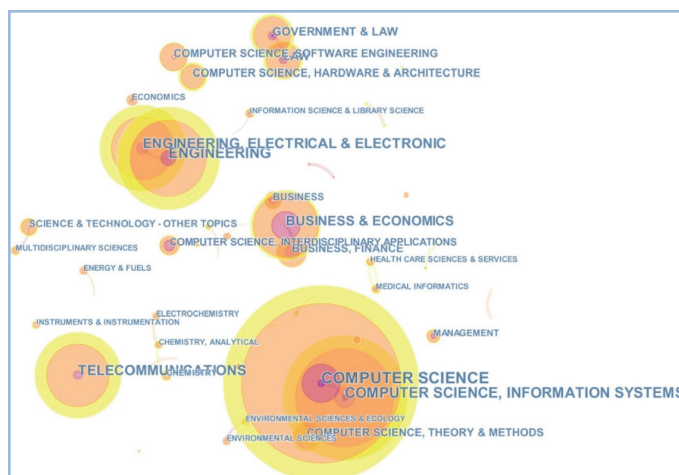 GOVERNMENT & LAW
COMPUTER SCIENCE, SOFTWARE ENGINEERING
LAW
COMPUTER SCIENCE, HARDWARE & ARCHITECTURE
ECONOMICS
INFORMATION SCIENCE & LIBRARY SCIENCE
ENGINEERING, ELECTRICAL & ELECTRONIC
ENGINEERING
BUSINESS
SCIENCE & TECHNOLOGY - OTHER TOPICS
BUSINESS & ECONOMICS
COMPUTER SCIENCE, INTERDISCIPLINARY APPLICATIONS
MULTIDISCIPLINARY SCIENCES
BUSINESS, FINANCE
HEALTH CARE SCIENCES & SERVICES
ENERGY & FUELS
MEDICAL INFORMATICS
ELECTROCHEMISTRY
INSTRUMENTS & INSTRUMENTATION
MANAGEMENT
CHEMISTRY, ANALYTICAL
TELECOMMUNICATIONS
CHEMISTRY
COMPUTER SCIENCE
COMPUTER SCIENCE, INFORMATION SYSTEMS
ENVIRONMENTAL SCIENCES & ECOLOGY
COMPUTER SCIENCE, THEORY & METHODS
ENVIRONMENTAL SCIENCES